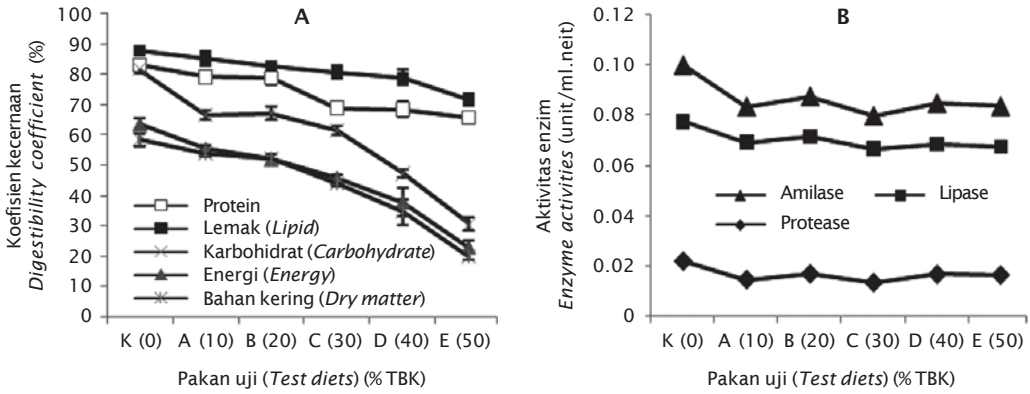 A
Koefisien kecernaan
Digestibility coefficient (%)
100
90
80
70
60
50
40
30
20
10
0
Protein
Lemak (Lipid)
Karbohidrat (Carbohydrate)
Energi (Energy)
Bahan kering (Dry matter)
K (0) A (10) B (20) C (30) D (40) E (50)
Pakan uji (Test diets) (% TBK)
B
Aktivitas enzim
Enzyme activities (unit/ml.neit)
0.12
0.10
0.08
0.06
0.04
0.02
0
Amilase Lipase
Protease
K (0) A (10) B (20) C (30) D (40) E (50)
Pakan uji (Test diets) (% TBK)